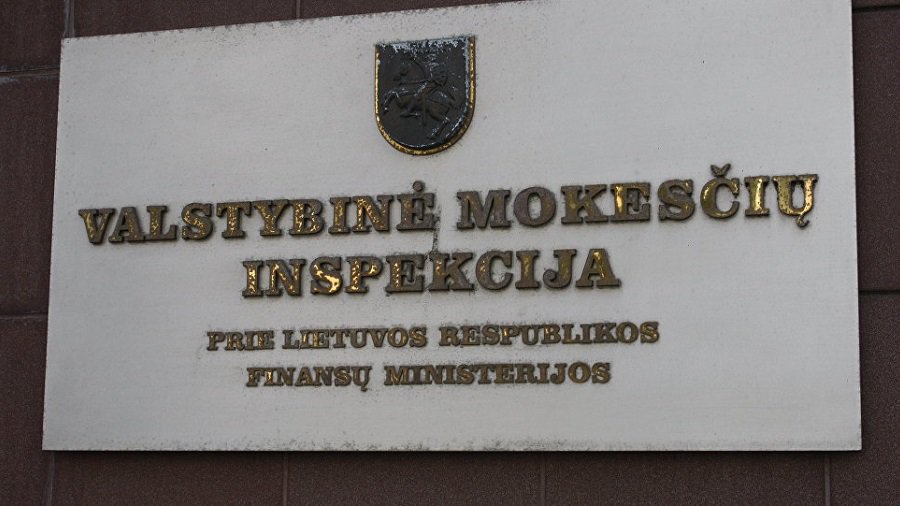 VALSTYBINĖ MOKESČIŲ
INSPEKCIJA
PRIE LIETUVOS RESPUBLIKOS
FINANSŲ MINISTERIJOS